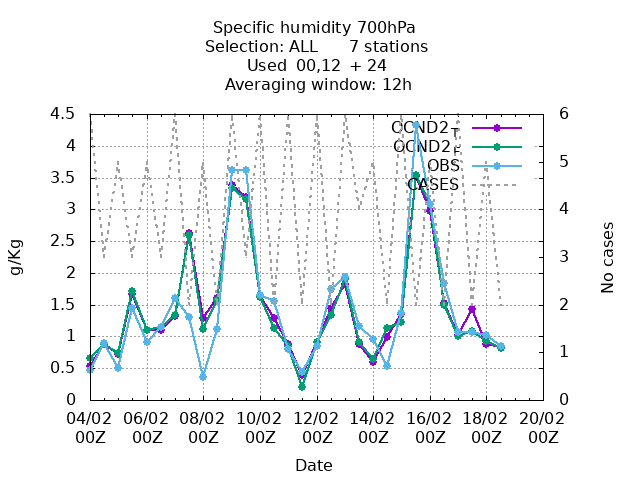 Specific humidity 700hPa
Selection: ALL 7 stations
Used 00,12 + 24
Averaging window: 12h
4.5
4
3.5
3
2.5
2
1.5
1
0.5
0
g/Kg
6
5
4
3
2
1
0
No cases
CCND2_T
OBS
CASES
04/02 06/02 08/02 10/02 12/02 14/02 16/02 18/02 20/02
00Z 00Z 00Z 00Z 00Z 00Z 00Z 00Z 00Z
Date